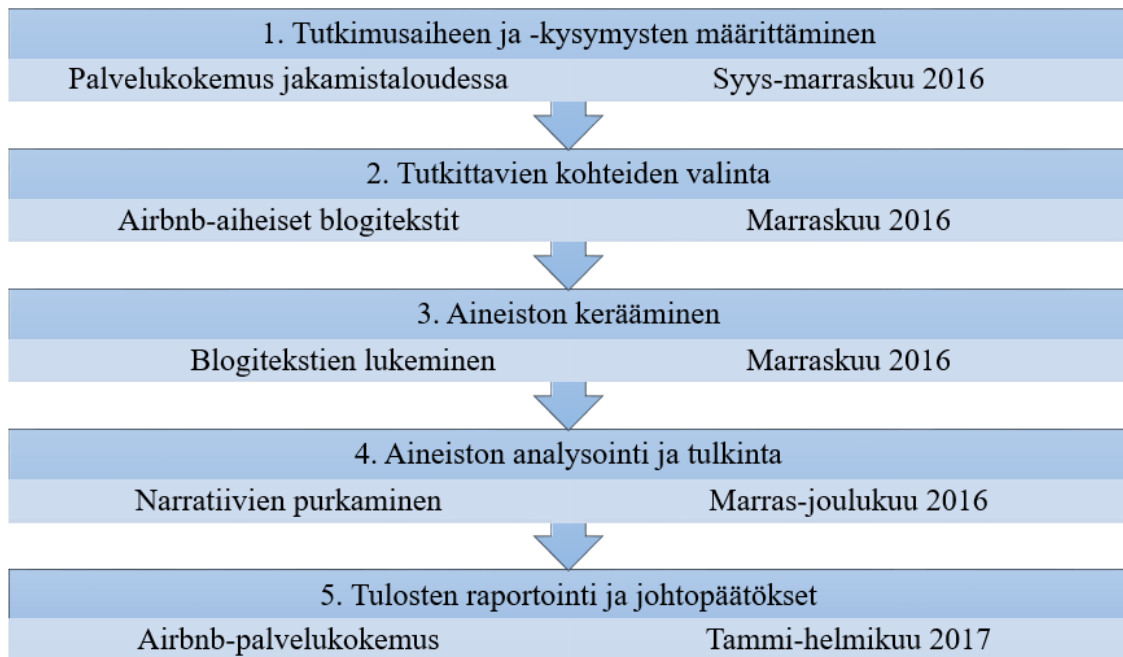 1. Tutkimusaiheen ja -kysymysten määrittäminen
Palvelukokemus jakamistaloudessa Syys-marraskuu 2016
2. Tutkittavien kohteiden valinta
Airbnb-aiheiset blogitekstit Marraskuu 2016
3. Aineiston kerääminen
Blogitekstien lukeminen Marraskuu 2016
4. Aineiston analysointi ja tulkinta
Narratiivien purkaminen Marras-joulukuu 2016
5. Tulosten raportointi ja johtopäätökset
Airbnb-palvelukokemus Tammi-helmikuu 2017